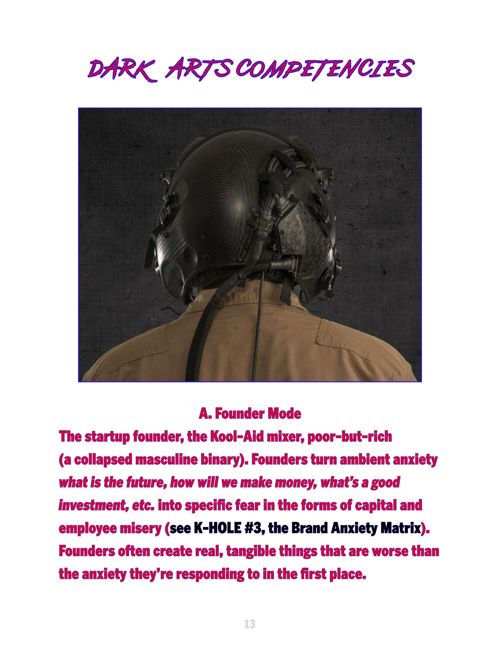 DARK ARTS COMPETENCIES
A. Founder Mode
The startup founder, the Kool-Aid mixer, poor-but-rich
(a collapsed masculine binary). Founders turn ambient anxiety
what is the future, how will we make money, what's a good
investment, etc. into specific fear in the forms of capital and
employee misery (see K-HOLE #3, the Brand Anxiety Matrix).
Founders often create real, tangible things that are worse than
the anxiety they're responding to in the first place.
13